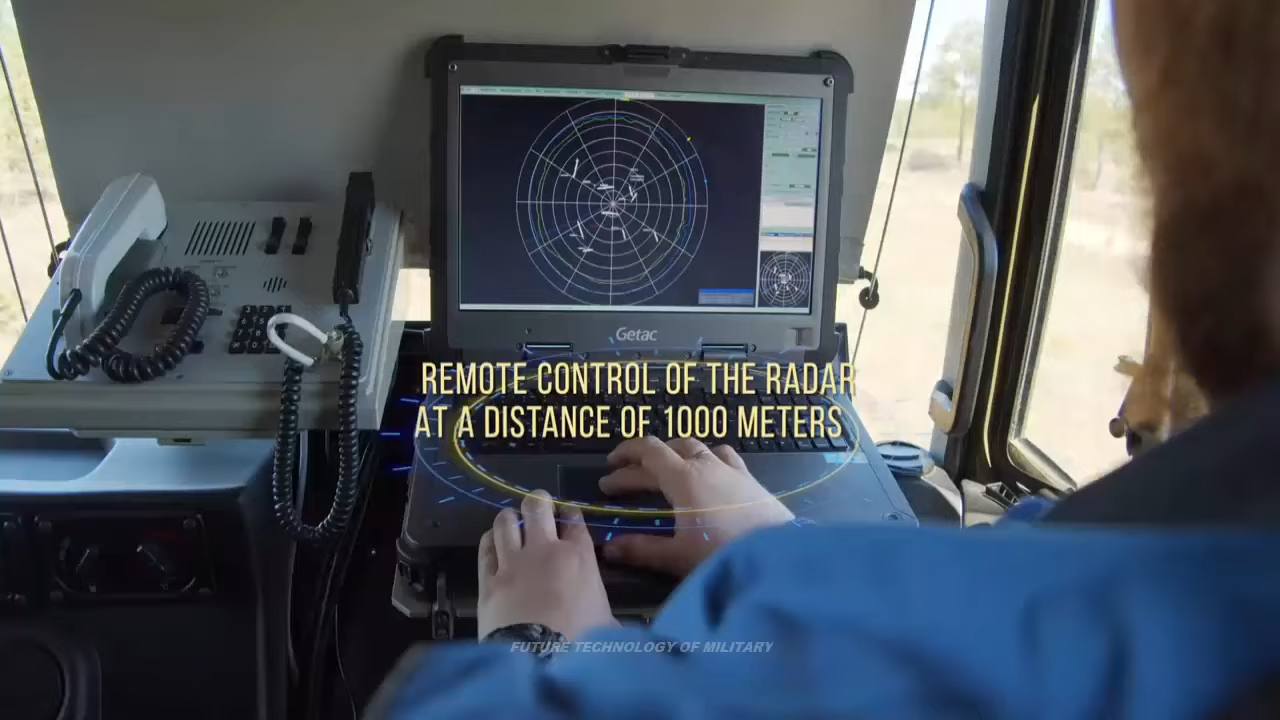 Getac
REMOTE CONTROL OF THE RADAR
AT A DISTANCE OF 1000 METERS
FUTURE TECHNOLOGY OF MILITARY